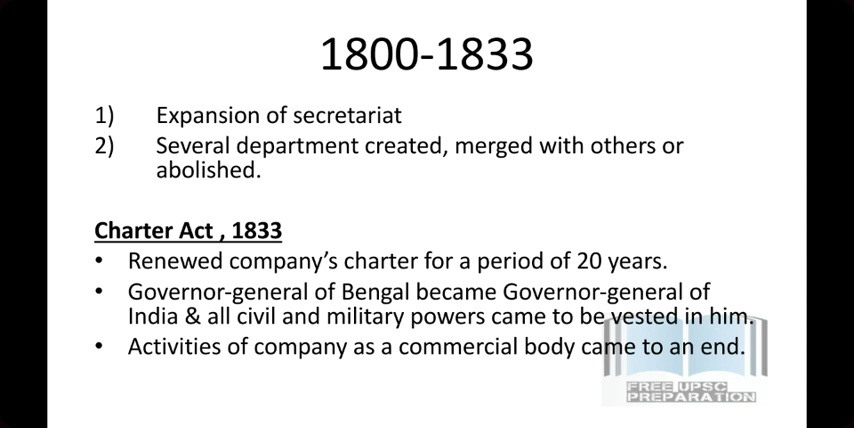 1800-1833
1) Expansion of secretariat
2) Several department created, merged with others or
abolished.
Charter Act , 1833
• Renewed company’s charter for a period of 20 years.
• Governor-general of Bengal became Governor-general of
India & all civil and military powers came to be vested in him.
• Activities of company as a commercial body came to an end.
FREE UPSC
PREPARATION